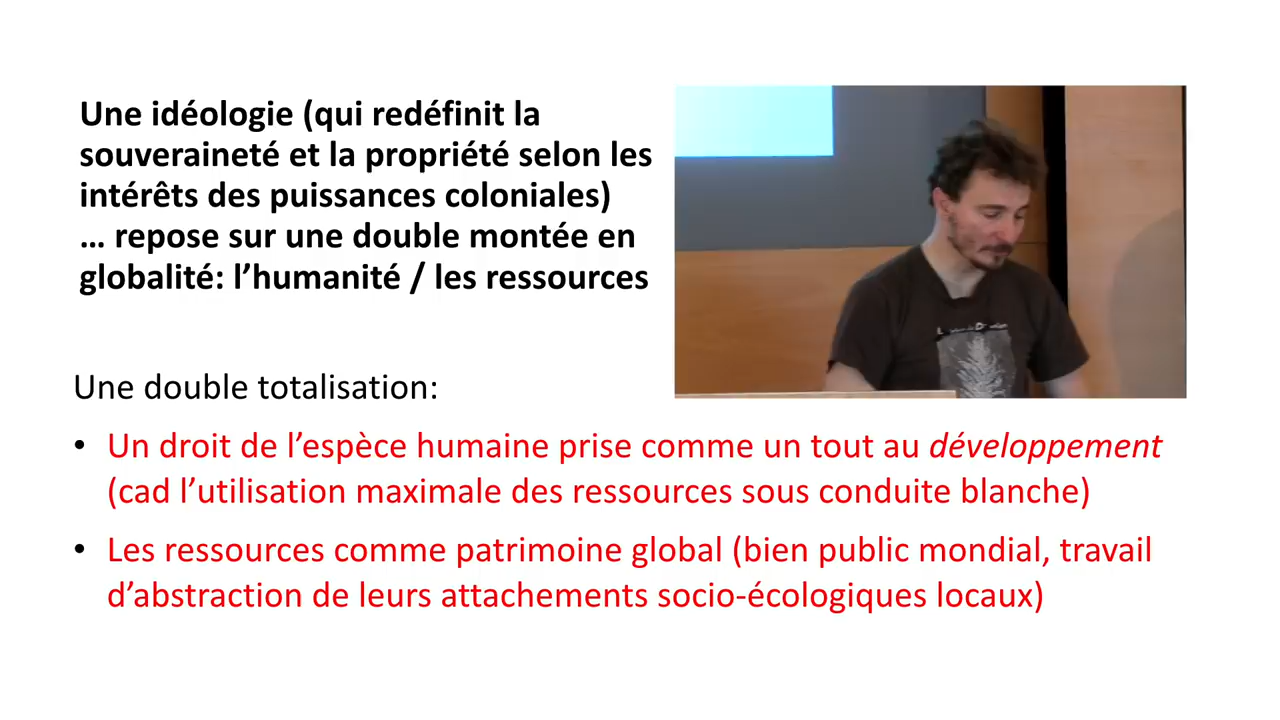 Une idéologie (qui redéfinit la
souveraineté et la propriété selon les
intérêts des puissances coloniales)
… repose sur une double montée en
globalité: l’humanité / les ressources
Une double totalisation:
• Un droit de l’espèce humaine prise comme un tout au développement
(cad l’utilisation maximale des ressources sous conduite blanche)
• Les ressources comme patrimoine global (bien public mondial, travail
d’abstraction de leurs attachements socio-écologiques locaux)